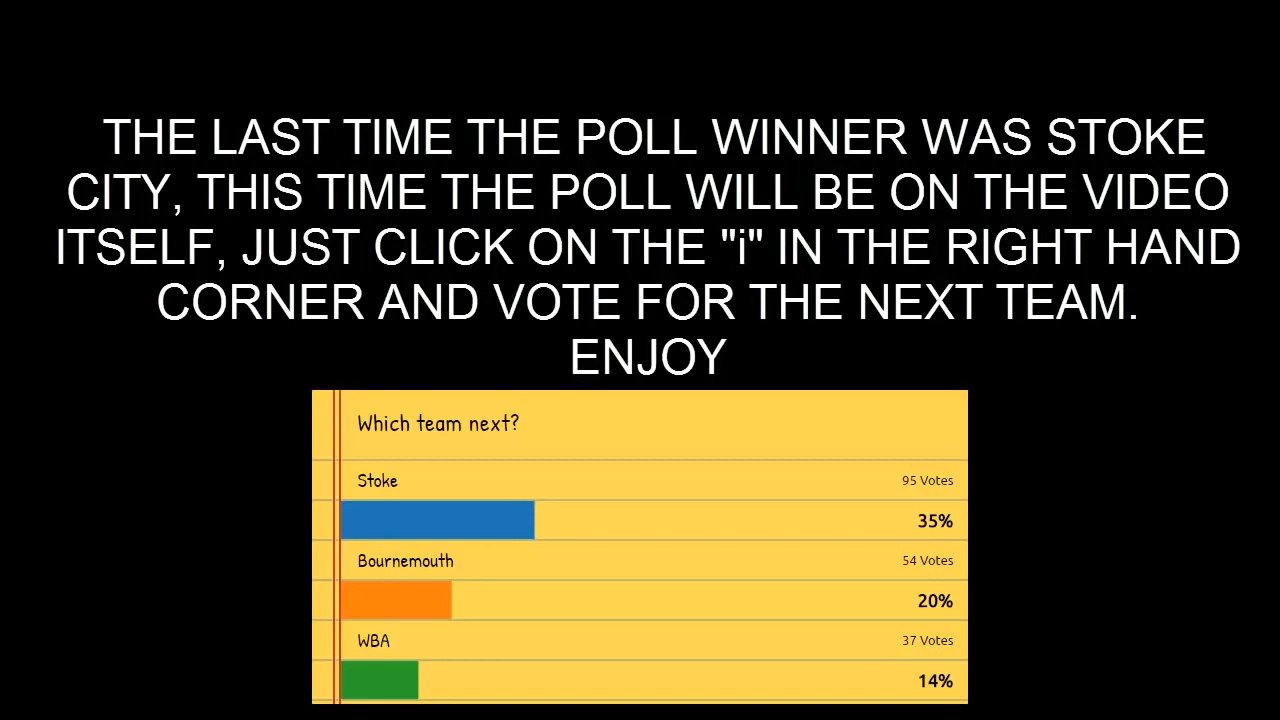 THE LAST TIME THE POLL WINNER WAS STOKE
CITY, THIS TIME THE POLL WILL BE ON THE VIDEO
ITSELF, JUST CLICK ON THE "i" IN THE RIGHT HAND
CORNER AND VOTE FOR THE NEXT TEAM.
ENJOY
Which team next?
Stoke 95 Votes
35%
Bournemouth 54 Votes
20%
WBA 37 Votes
14%